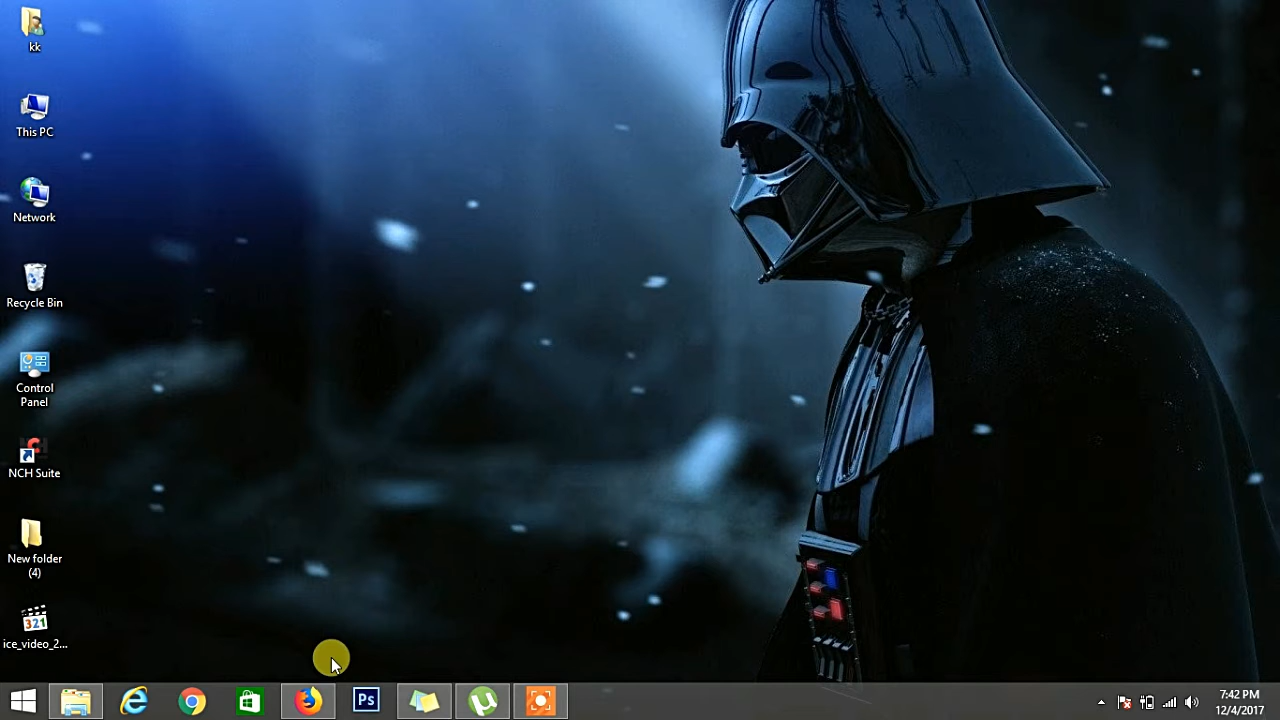 kk
This PC
Network
Recycle Bin
Control
Panel
NCH Suite
New folder
(4)
ice_video_2...
321
Ps
7:42 PM
12/4/2017